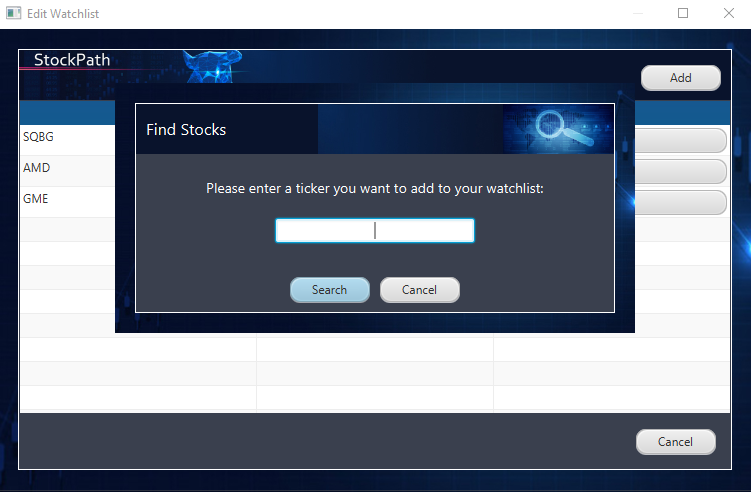 Edit Watchlist
StockPath
Add
Find Stocks
SQBG
AMD
GME
Please enter a ticker you want to add to your watchlist:
Search
Cancel
Cancel